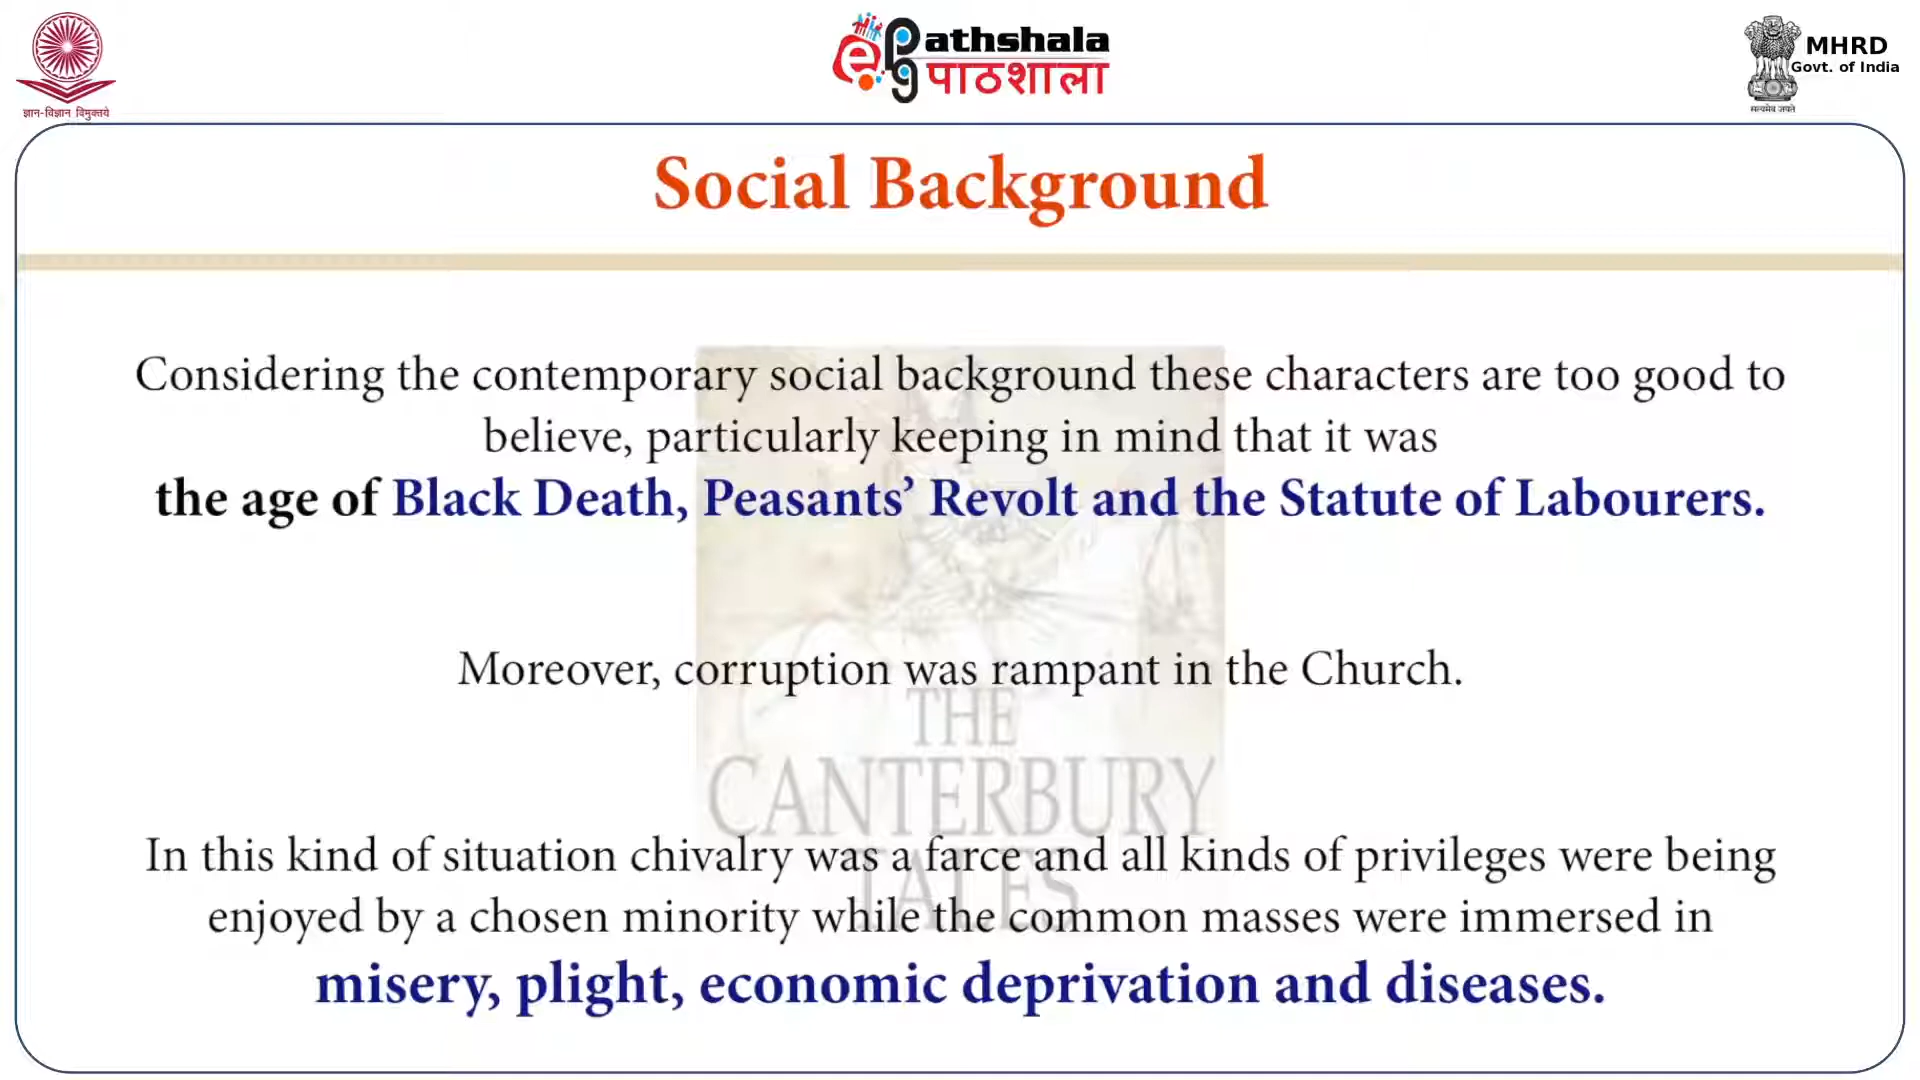 ज्ञान-विज्ञान विमुक्तये
ePathshala
पाठशाला
MHRD
Govt. of India
सत्यमेव जयते
Social Background
Considering the contemporary social background these characters are too good to
believe, particularly keeping in mind that it was
the age of Black Death, Peasants’ Revolt and the Statute of Labourers.
Moreover, corruption was rampant in the Church.
THE
CANTERBURY
TALES
In this kind of situation chivalry was a farce and all kinds of privileges were being
enjoyed by a chosen minority while the common masses were immersed in
misery, plight, economic deprivation and diseases.